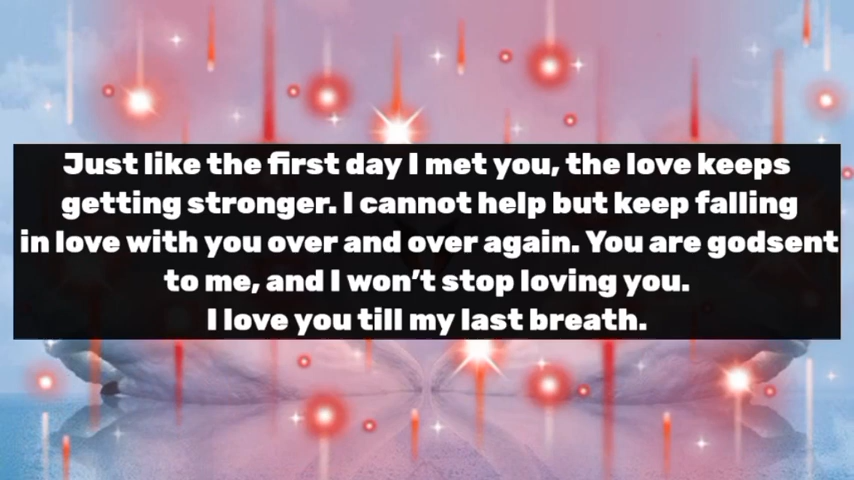 Just like the first day I met you, the love keeps
getting stronger. I cannot help but keep falling
in love with you over and over again. You are godsent
to me, and I won’t stop loving you.
I love you till my last breath.